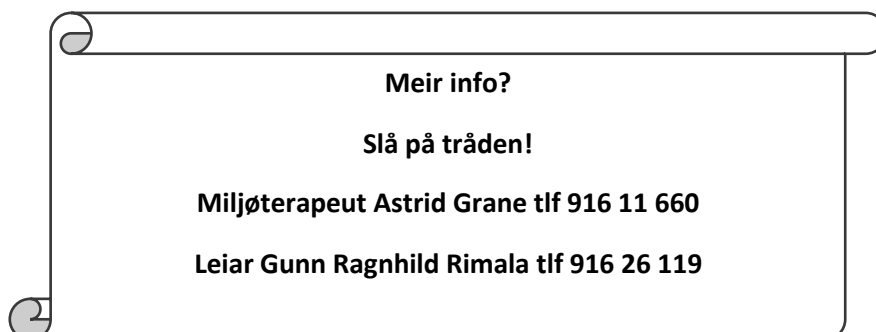 Meir info?
Slå på tråden!
Miljøterapeut Astrid Grane tlf 916 11 660
Leiar Gunn Ragnhild Rimala tlf 916 26 119